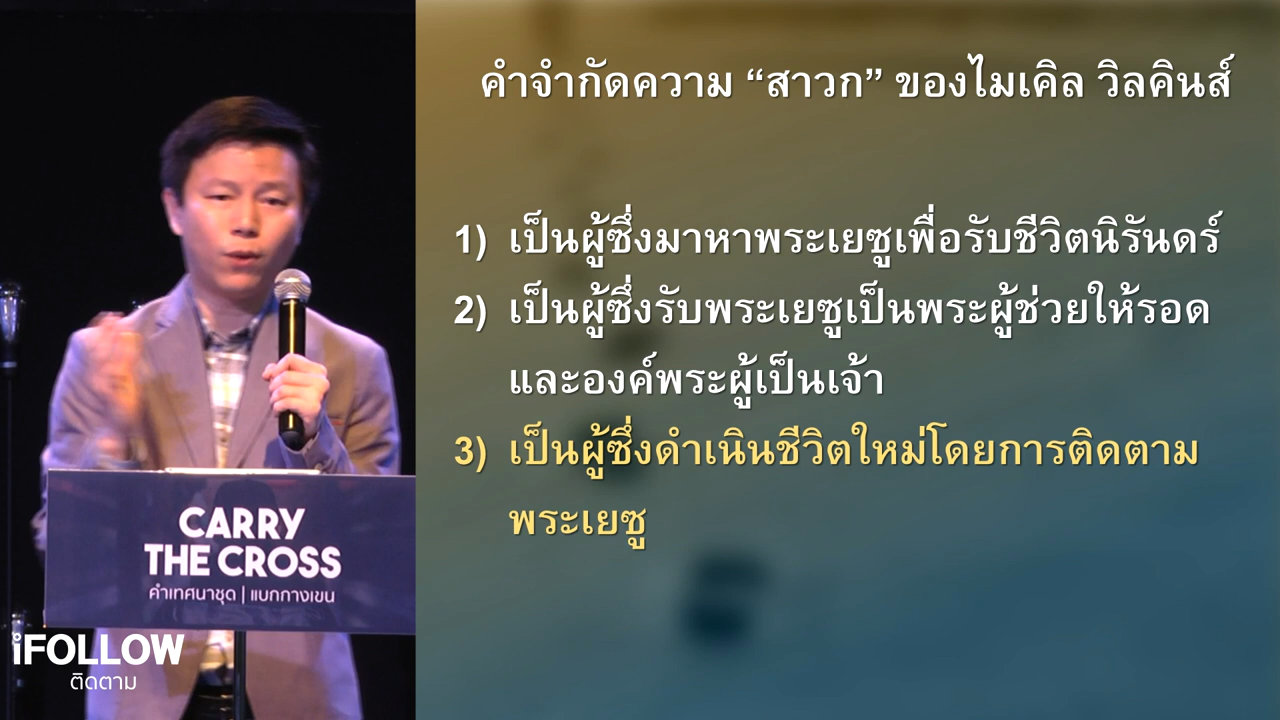 คำจำกัดความ “สาวก” ของไมเคิล วิลคินส์
1) เป็นผู้ซึ่งมาหาพระเยซูเพื่อรับชีวิตนิรันดร์
2) เป็นผู้ซึ่งรับพระเยซูเป็นพระผู้ช่วยให้รอด
และองค์พระผู้เป็นเจ้า
3) เป็นผู้ซึ่งดำเนินชีวิตใหม่โดยการติดตาม
พระเยซู
CARRY
THE CROSS
คำเทศนาชุด | แบกกางเขน
iFOLLOW
ติดตาม